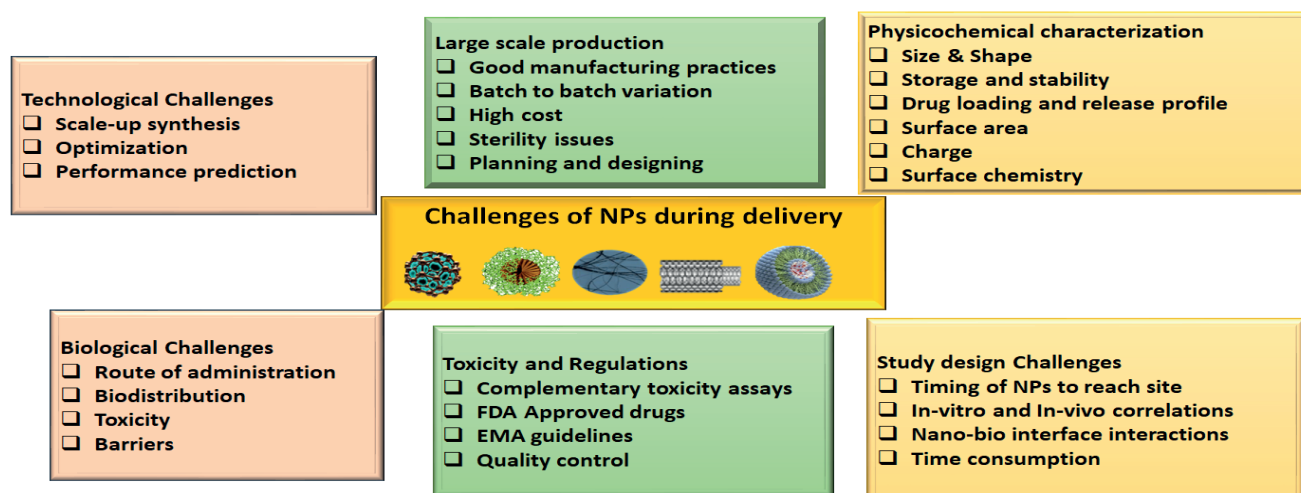 Technological Challenges
❑ Scale-up synthesis
❑ Optimization
❑ Performance prediction
Large scale production
❑ Good manufacturing practices
❑ Batch to batch variation
❑ High cost
❑ Sterility issues
❑ Planning and designing
Physicochemical characterization
❑ Size & Shape
❑ Storage and stability
❑ Drug loading and release profile
❑ Surface area
❑ Charge
❑ Surface chemistry
Challenges of NPs during delivery
Biological Challenges
❑ Route of administration
❑ Biodistribution
❑ Toxicity
❑ Barriers
Toxicity and Regulations
❑ Complementary toxicity assays
❑ FDA Approved drugs
❑ EMA guidelines
❑ Quality control
Study design Challenges
❑ Timing of NPs to reach site
❑ In-vitro and In-vivo correlations
❑ Nano-bio interface interactions
❑ Time consumption